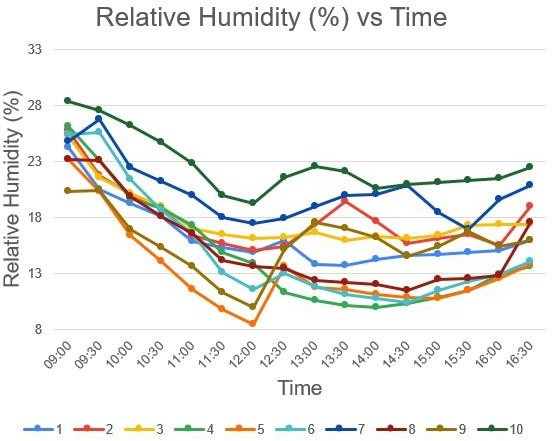 Relative Humidity (%) vs Time
Relative Humidity (%)
33
28
23
18
13
8
09:00 09:30 10:00 10:30 11:00 11:30 12:00 12:30 13:00 13:30 14:00 14:30 15:00 15:30 16:00 16:30
Time
1 2 3 4 5 6 7 8 9 10